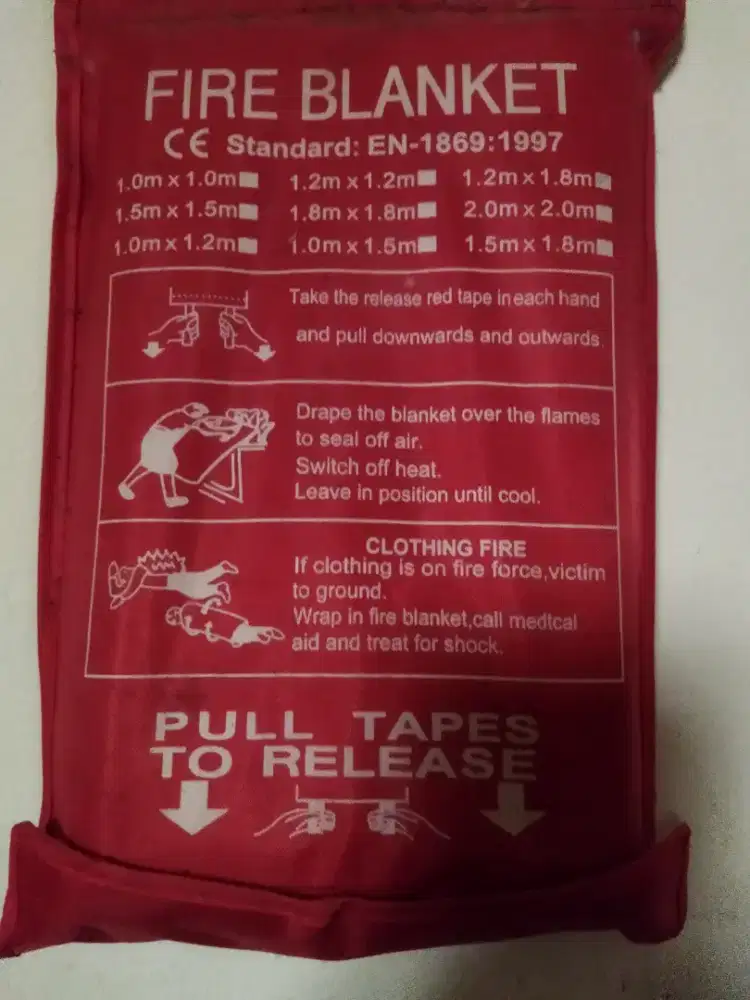 FIRE BLANKET
CE Standard: EN-1869:1997
1.0m x 1.0m 1.2m x 1.2m 1.2m x 1.8m
1.5m x 1.5m 1.8m x 1.8m 2.0m x 2.0m
1.0m x 1.2m 1.0m x 1.5m 1.5m x 1.8m
Take the release red tape in each hand
and pull downwards and outwards.
Drape the blanket over the flames
to seal off air.
Switch off heat.
Leave in position until cool.
CLOTHING FIRE
If clothing is on fire force,victim
to ground.
Wrap in fire blanket,call medtcal
aid and treat for shock.
PULL TAPES
TO RELEASE